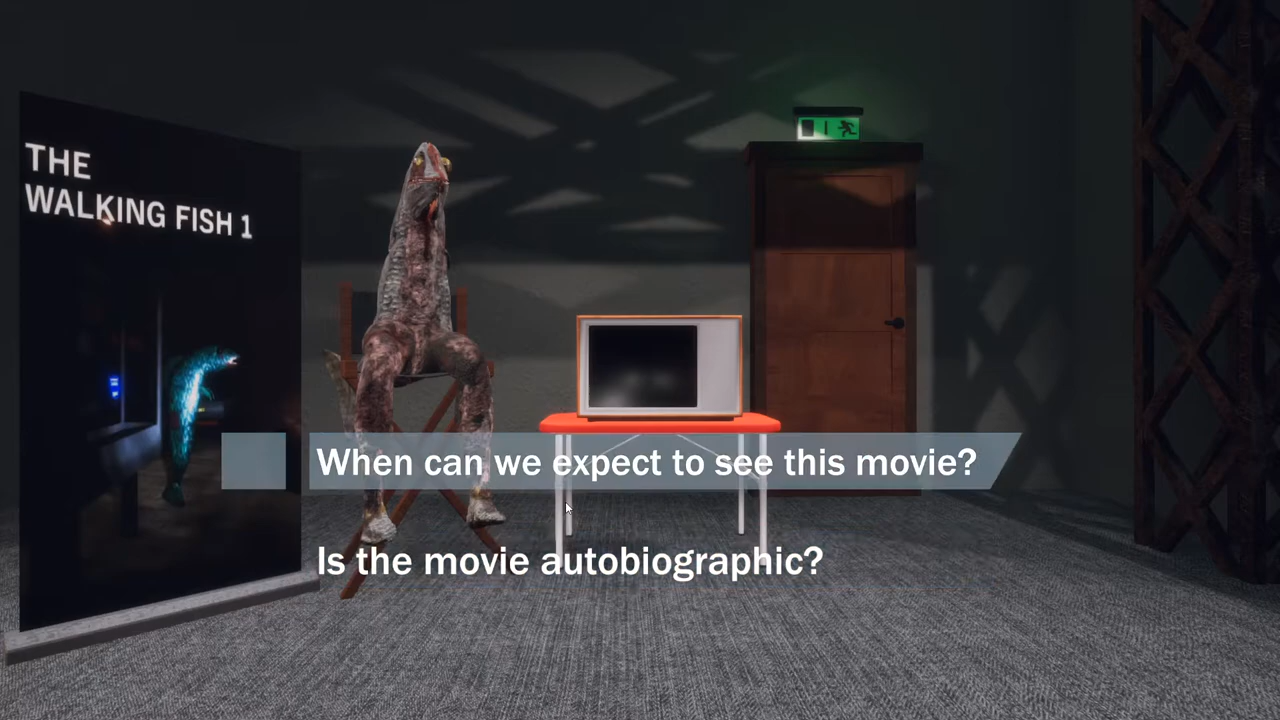 THE
WALKING FISH 1
When can we expect to see this movie?
Is the movie autobiographic?